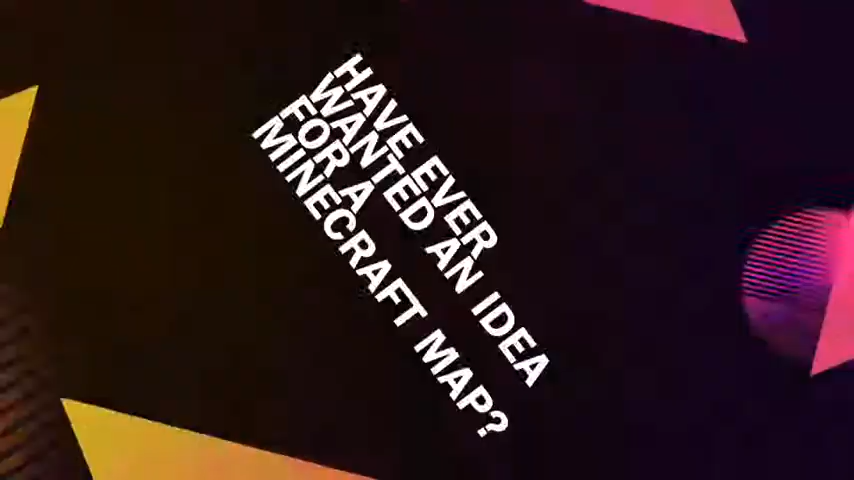 HAVE EVER
WANTED AN IDEA
FOR A
MINECRAFT MAP?